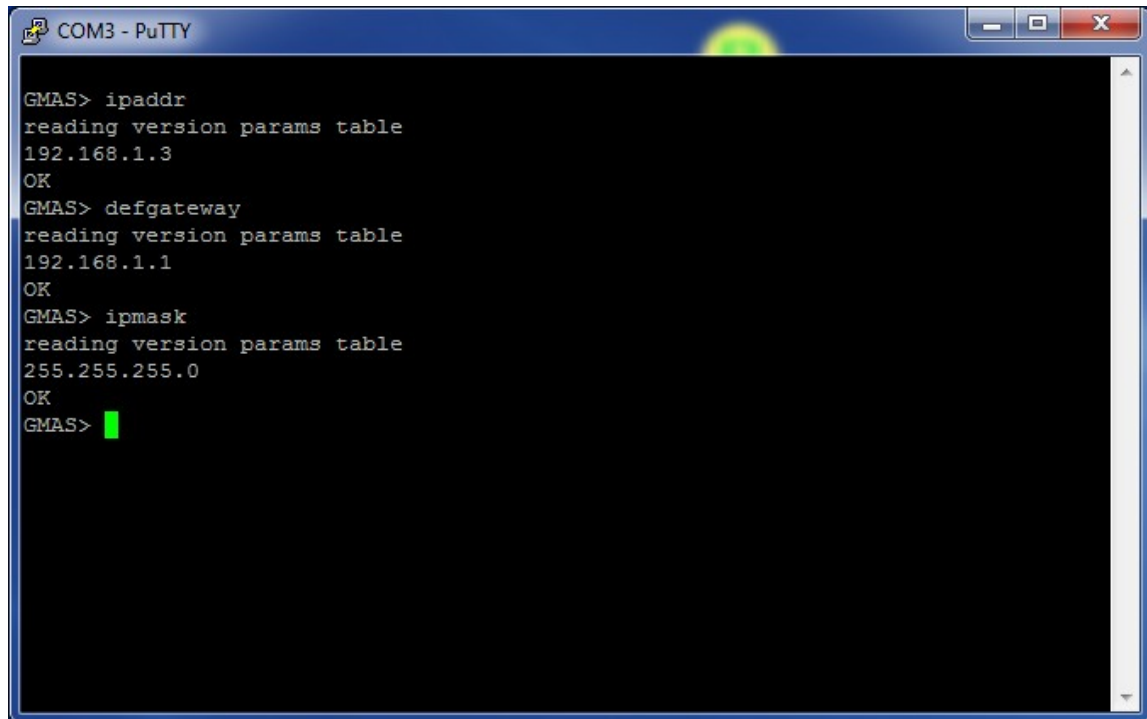 COM3 - PuTTY
GMAS> ipaddr
reading version params table
192.168.1.3
OK
GMAS> defgateway
reading version params table
192.168.1.1
OK
GMAS> ipmask
reading version params table
255.255.255.0
OK
GMAS>